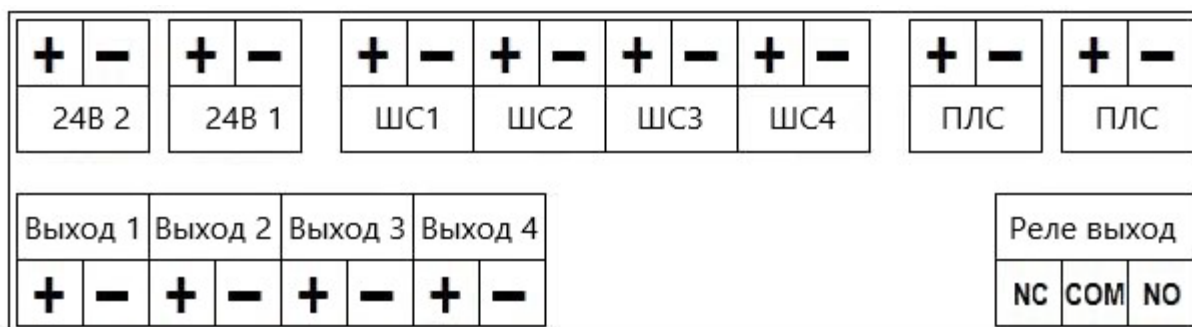 + − + − + − + − + − + − + − + −
24В 2 24В 1 ШС1 ШС2 ШС3 ШС4 ПЛС ПЛС
Выход 1 Выход 2 Выход 3 Выход 4 Реле выход
+ − + − + − + − NC COM NO